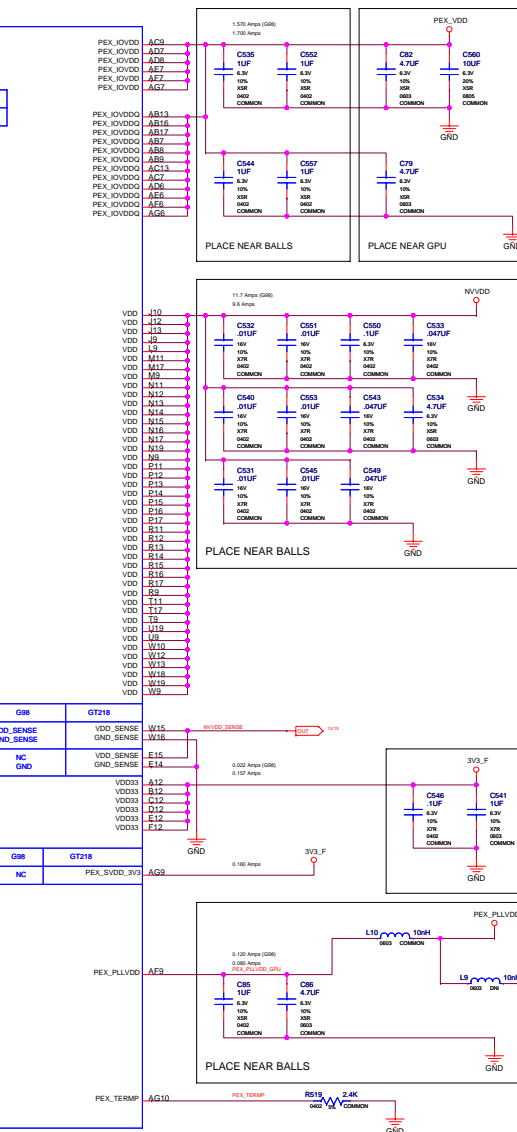 1.570 Amps (G98)
1.700 Amps
PEX_VDD
PEX_IOVDD AC9
PEX_IOVDD AD7
PEX_IOVDD AD8
PEX_IOVDD AE7
PEX_IOVDD AF7
PEX_IOVDD AG7
C535 1UF 6.3V 10% X5R 0402 COMMON
C552 1UF 6.3V 10% X5R 0402 COMMON
C82 4.7UF 6.3V 10% X5R 0603 COMMON
C560 10UF 6.3V 20% X5R 0805 COMMON
GND
PEX_IOVDDQ AB13
PEX_IOVDDQ AB16
PEX_IOVDDQ AB17
PEX_IOVDDQ AB7
PEX_IOVDDQ AB8
PEX_IOVDDQ AB9
PEX_IOVDDQ AC13
PEX_IOVDDQ AC7
PEX_IOVDDQ AD6
PEX_IOVDDQ AE6
PEX_IOVDDQ AF6
PEX_IOVDDQ AG6
C544 1UF 6.3V 10% X5R 0402 COMMON
C557 1UF 6.3V 10% X5R 0402 COMMON
C79 4.7UF 6.3V 10% X5R 0603 COMMON
GND
PLACE NEAR BALLS
PLACE NEAR GPU
11.7 Amps (G98)
9.6 Amps
NVVDD
VDD J10
VDD J12
VDD J13
VDD J9
VDD L9
VDD M11
VDD M17
VDD M9
VDD N11
VDD N12
VDD N13
VDD N14
VDD N15
VDD N16
VDD N17
VDD N19
VDD N9
VDD P11
VDD P12
VDD P13
VDD P14
VDD P15
VDD P16
VDD P17
VDD R11
VDD R12
VDD R13
VDD R14
VDD R15
VDD R16
VDD R17
VDD R9
VDD T11
VDD T17
VDD T9
VDD U19
VDD U9
VDD W10
VDD W12
VDD W13
VDD W18
VDD W19
VDD W9
C532 .01UF 16V 10% X7R 0402 COMMON
C551 .01UF 16V 10% X7R 0402 COMMON
C550 .1UF 6.3V 10% X7R 0402 COMMON
C533 .047UF 16V 10% X7R 0402 COMMON
GND
C540 .01UF 16V 10% X7R 0402 COMMON
C553 .01UF 16V 10% X7R 0402 COMMON
C543 .047UF 16V 10% X7R 0402 COMMON
C534 4.7UF 6.3V 10% X5R 0603 COMMON
GND
C531 .01UF 16V 10% X7R 0402 COMMON
C545 .01UF 16V 10% X7R 0402 COMMON
C549 .047UF 16V 10% X7R 0402 COMMON
GND
PLACE NEAR BALLS
G98 GT218
VDD_SENSE VDD_SENSE W15 NVVDD_SENSE OUT
GND_SENSE GND_SENSE W16
NC VDD_SENSE E15
GND GND_SENSE E14
0.022 Amps (G98)
0.157 Amps
3V3_F
VDD33 A12
VDD33 B12
VDD33 C12
VDD33 D12
VDD33 E12
VDD33 F12
GND
C546 .1UF 6.3V 10% X7R 0402 COMMON
C541 1UF 6.3V 10% X7R 0603 COMMON
GND
G98 GT218
NC PEX_SVDD_3V3 AG9
0.160 Amps
3V3_F
PEX_PLLVDD
L10 10nH 0603 COMMON
L9 10nH 0603 DNI
0.120 Amps (G98)
0.080 Amps
PEX_PLLVDD AF9 PEX_PLLVDD_GPU
C85 1UF 6.3V 10% X5R 0402 COMMON
C86 4.7UF 6.3V 10% X5R 0603 COMMON
GND
PLACE NEAR BALLS
PEX_TERMP AG10 PEX_TERMP R519 2.4K 0402 5% COMMON
GND